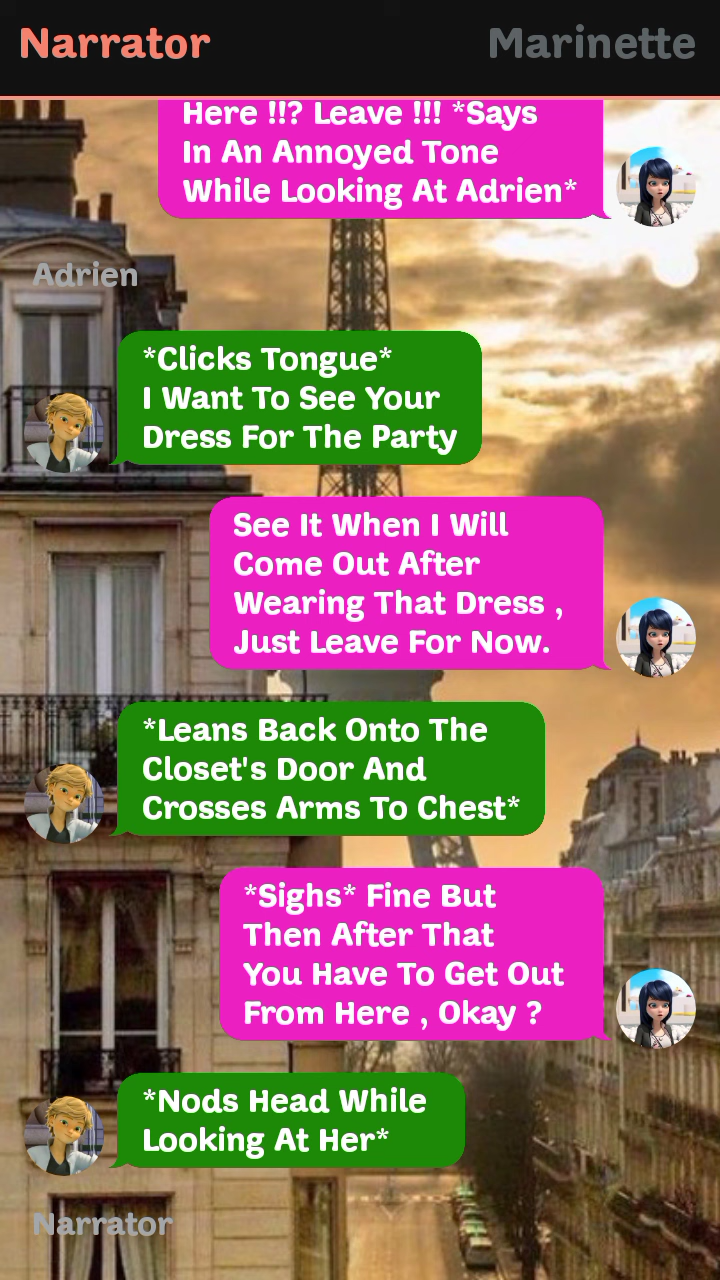 Narrator
Marinette
Here !!? Leave !!! *Says
In An Annoyed Tone
While Looking At Adrien*
Adrien
*Clicks Tongue*
I Want To See Your
Dress For The Party
See It When I Will
Come Out After
Wearing That Dress ,
Just Leave For Now.
*Leans Back Onto The
Closet's Door And
Crosses Arms To Chest*
*Sighs* Fine But
Then After That
You Have To Get Out
From Here , Okay ?
*Nods Head While
Looking At Her*
Narrator